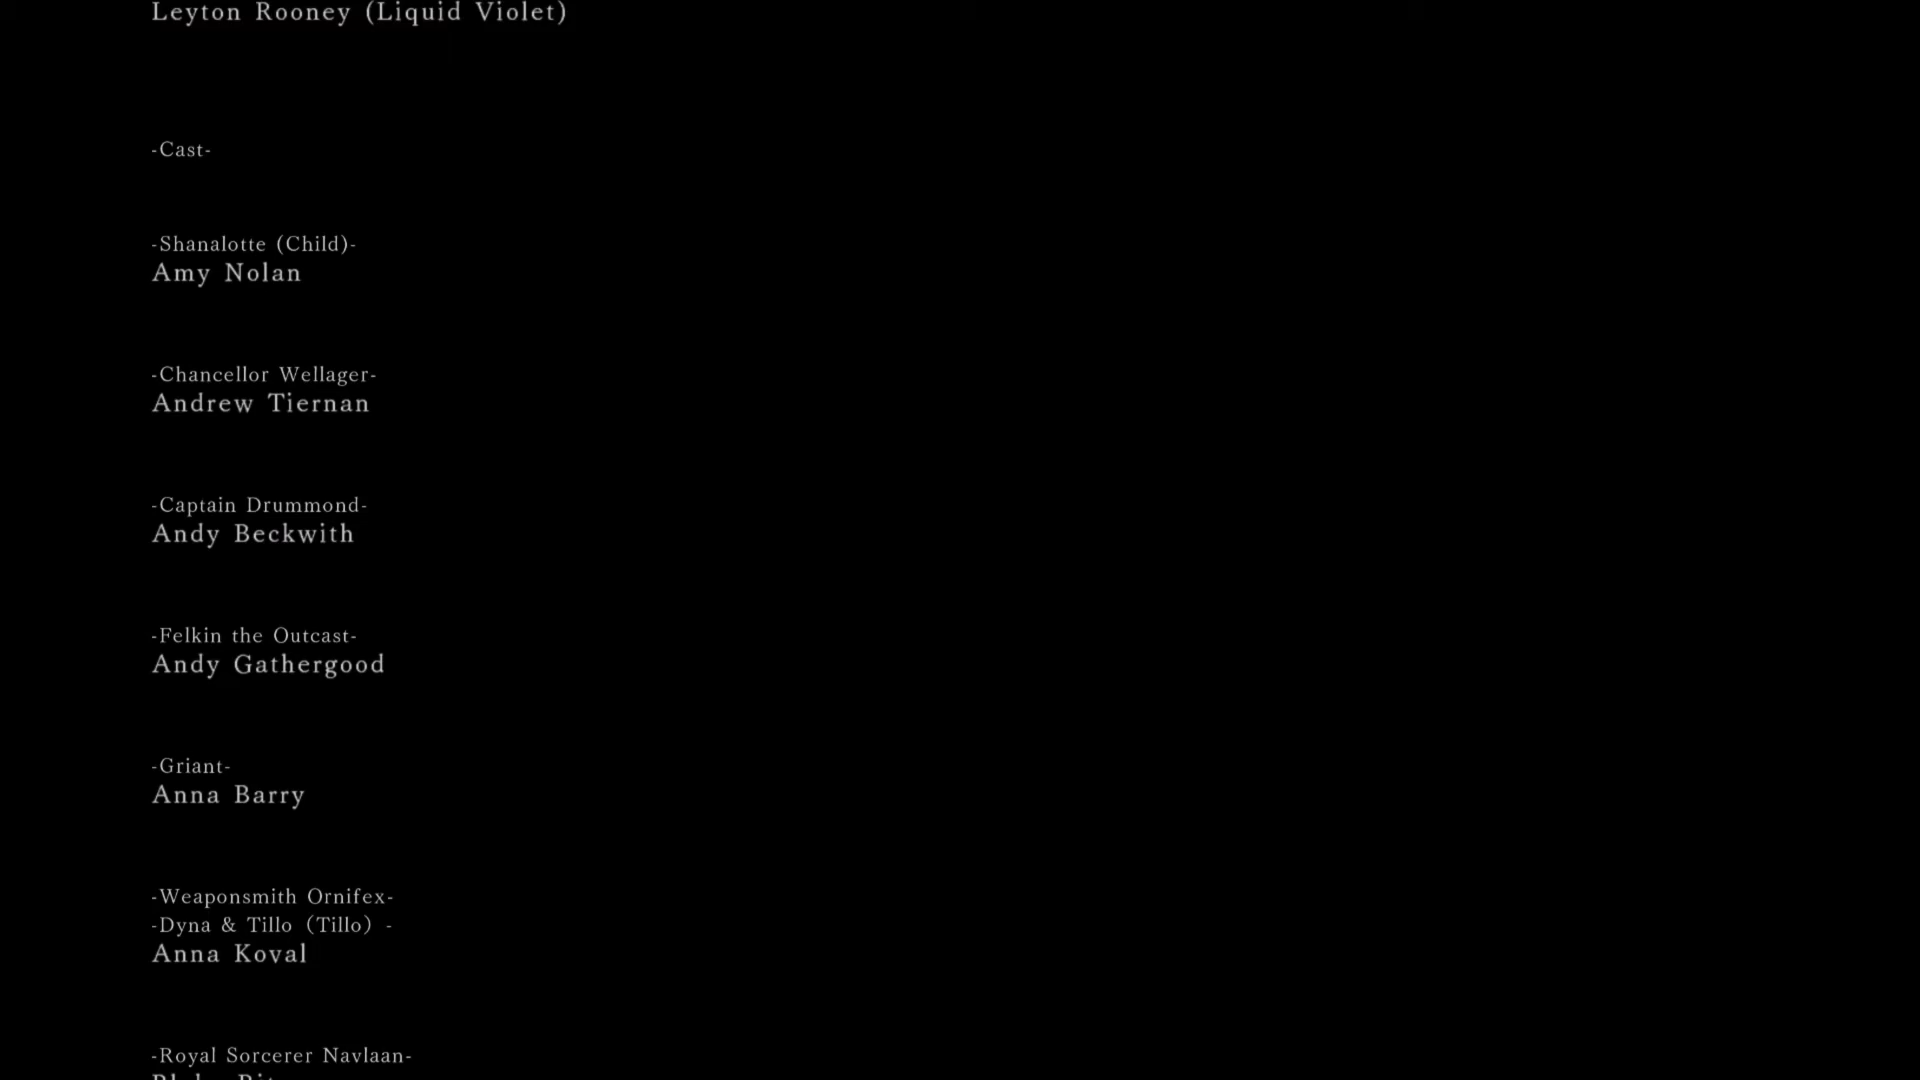 Leyton Rooney (Liquid Violet)
-Cast-
-Shanalotte (Child)-
Amy Nolan
-Chancellor Wellager-
Andrew Tiernan
-Captain Drummond-
Andy Beckwith
-Felkin the Outcast-
Andy Gathergood
-Griant-
Anna Barry
-Weaponsmith Ornifex-
-Dyna & Tillo（Tillo）-
Anna Koval
-Royal Sorcerer Navlaan-